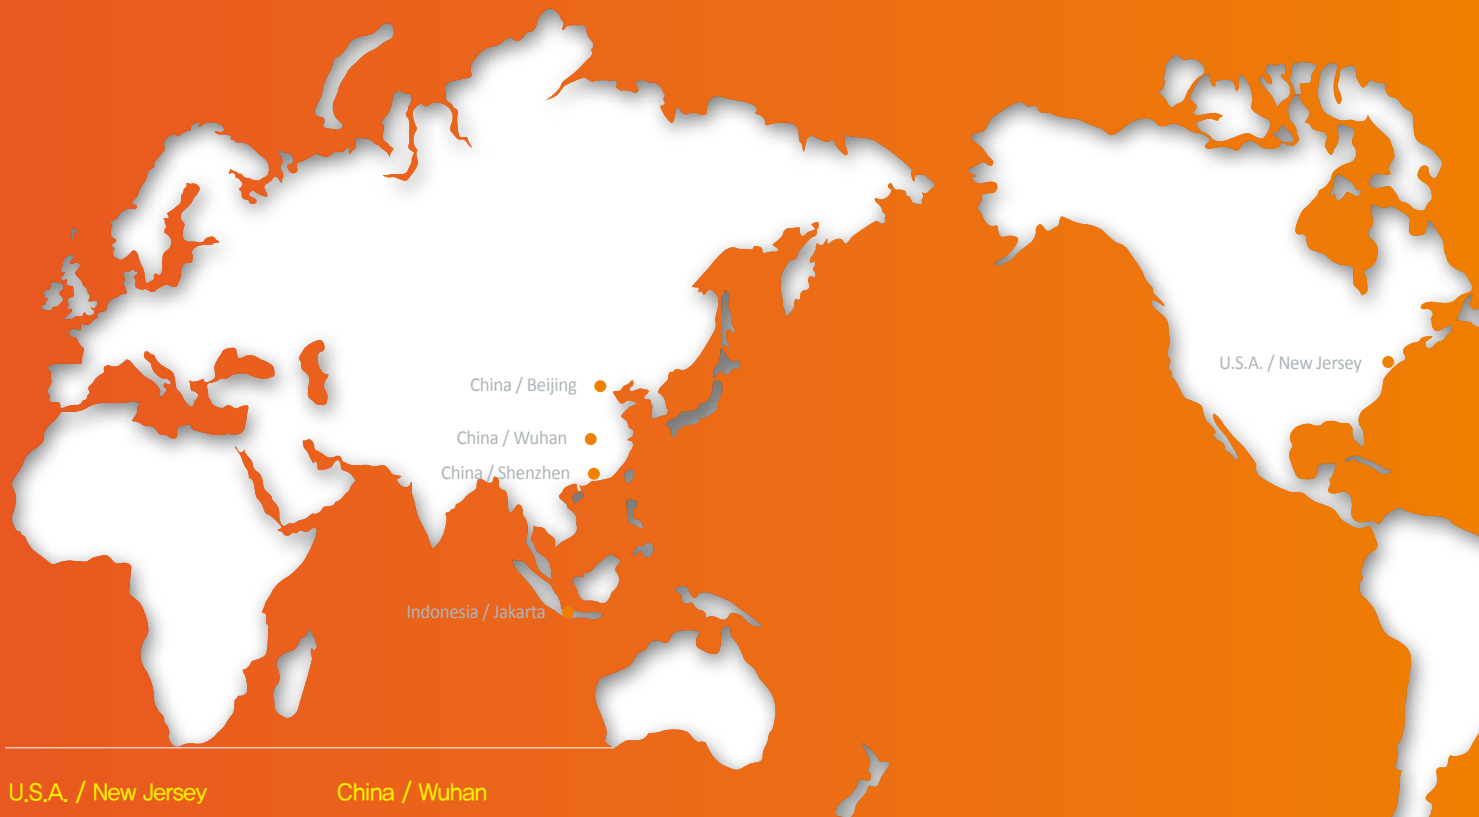 U.S.A. / New Jersey
China / Beijing
China / Wuhan
China / Shenzhen
Indonesia / Jakarta
U.S.A. / New Jersey
China / Wuhan